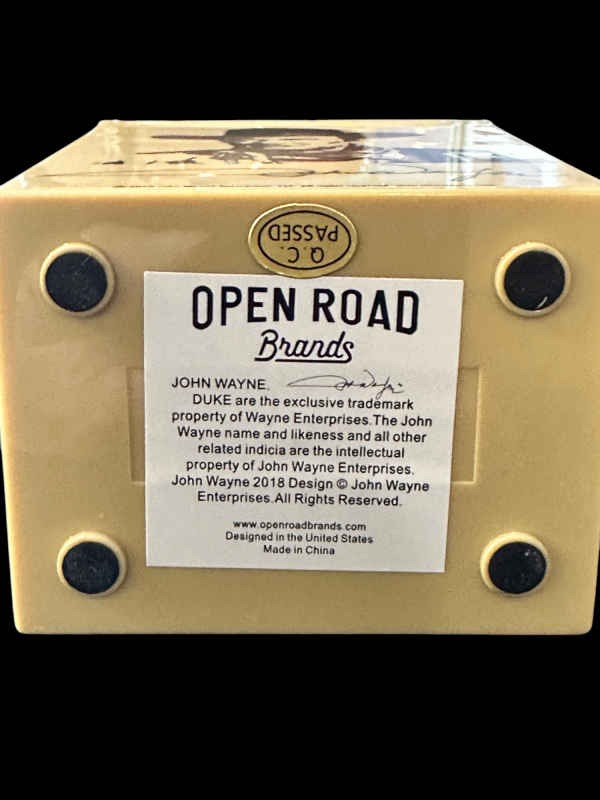 Q.C.
PASSED
OPEN ROAD
Brands
JOHN WAYNE,
DUKE are the exclusive trademark
property of Wayne Enterprises.The John
Wayne name and likeness and all other
related indicia are the intellectual
property of John Wayne Enterprises.
John Wayne 2018 Design © John Wayne
Enterprises.All Rights Reserved.
www.openroadbrands.com
Designed in the United States
Made in China